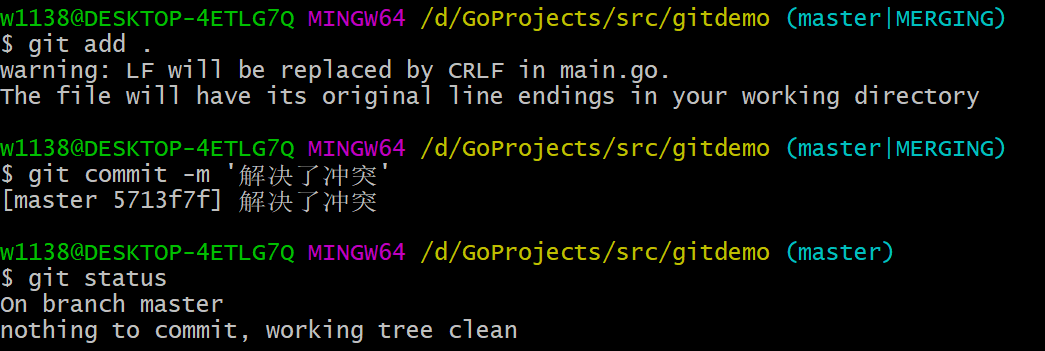 w1138@DESKTOP-4ETLG7Q MINGW64 /d/GoProjects/src/gitdemo (master|MERGING)
$ git add .
warning: LF will be replaced by CRLF in main.go.
The file will have its original line endings in your working directory
w1138@DESKTOP-4ETLG7Q MINGW64 /d/GoProjects/src/gitdemo (master|MERGING)
$ git commit -m '解决了冲突'
[master 5713f7f] 解决了冲突
w1138@DESKTOP-4ETLG7Q MINGW64 /d/GoProjects/src/gitdemo (master)
$ git status
On branch master
nothing to commit, working tree clean